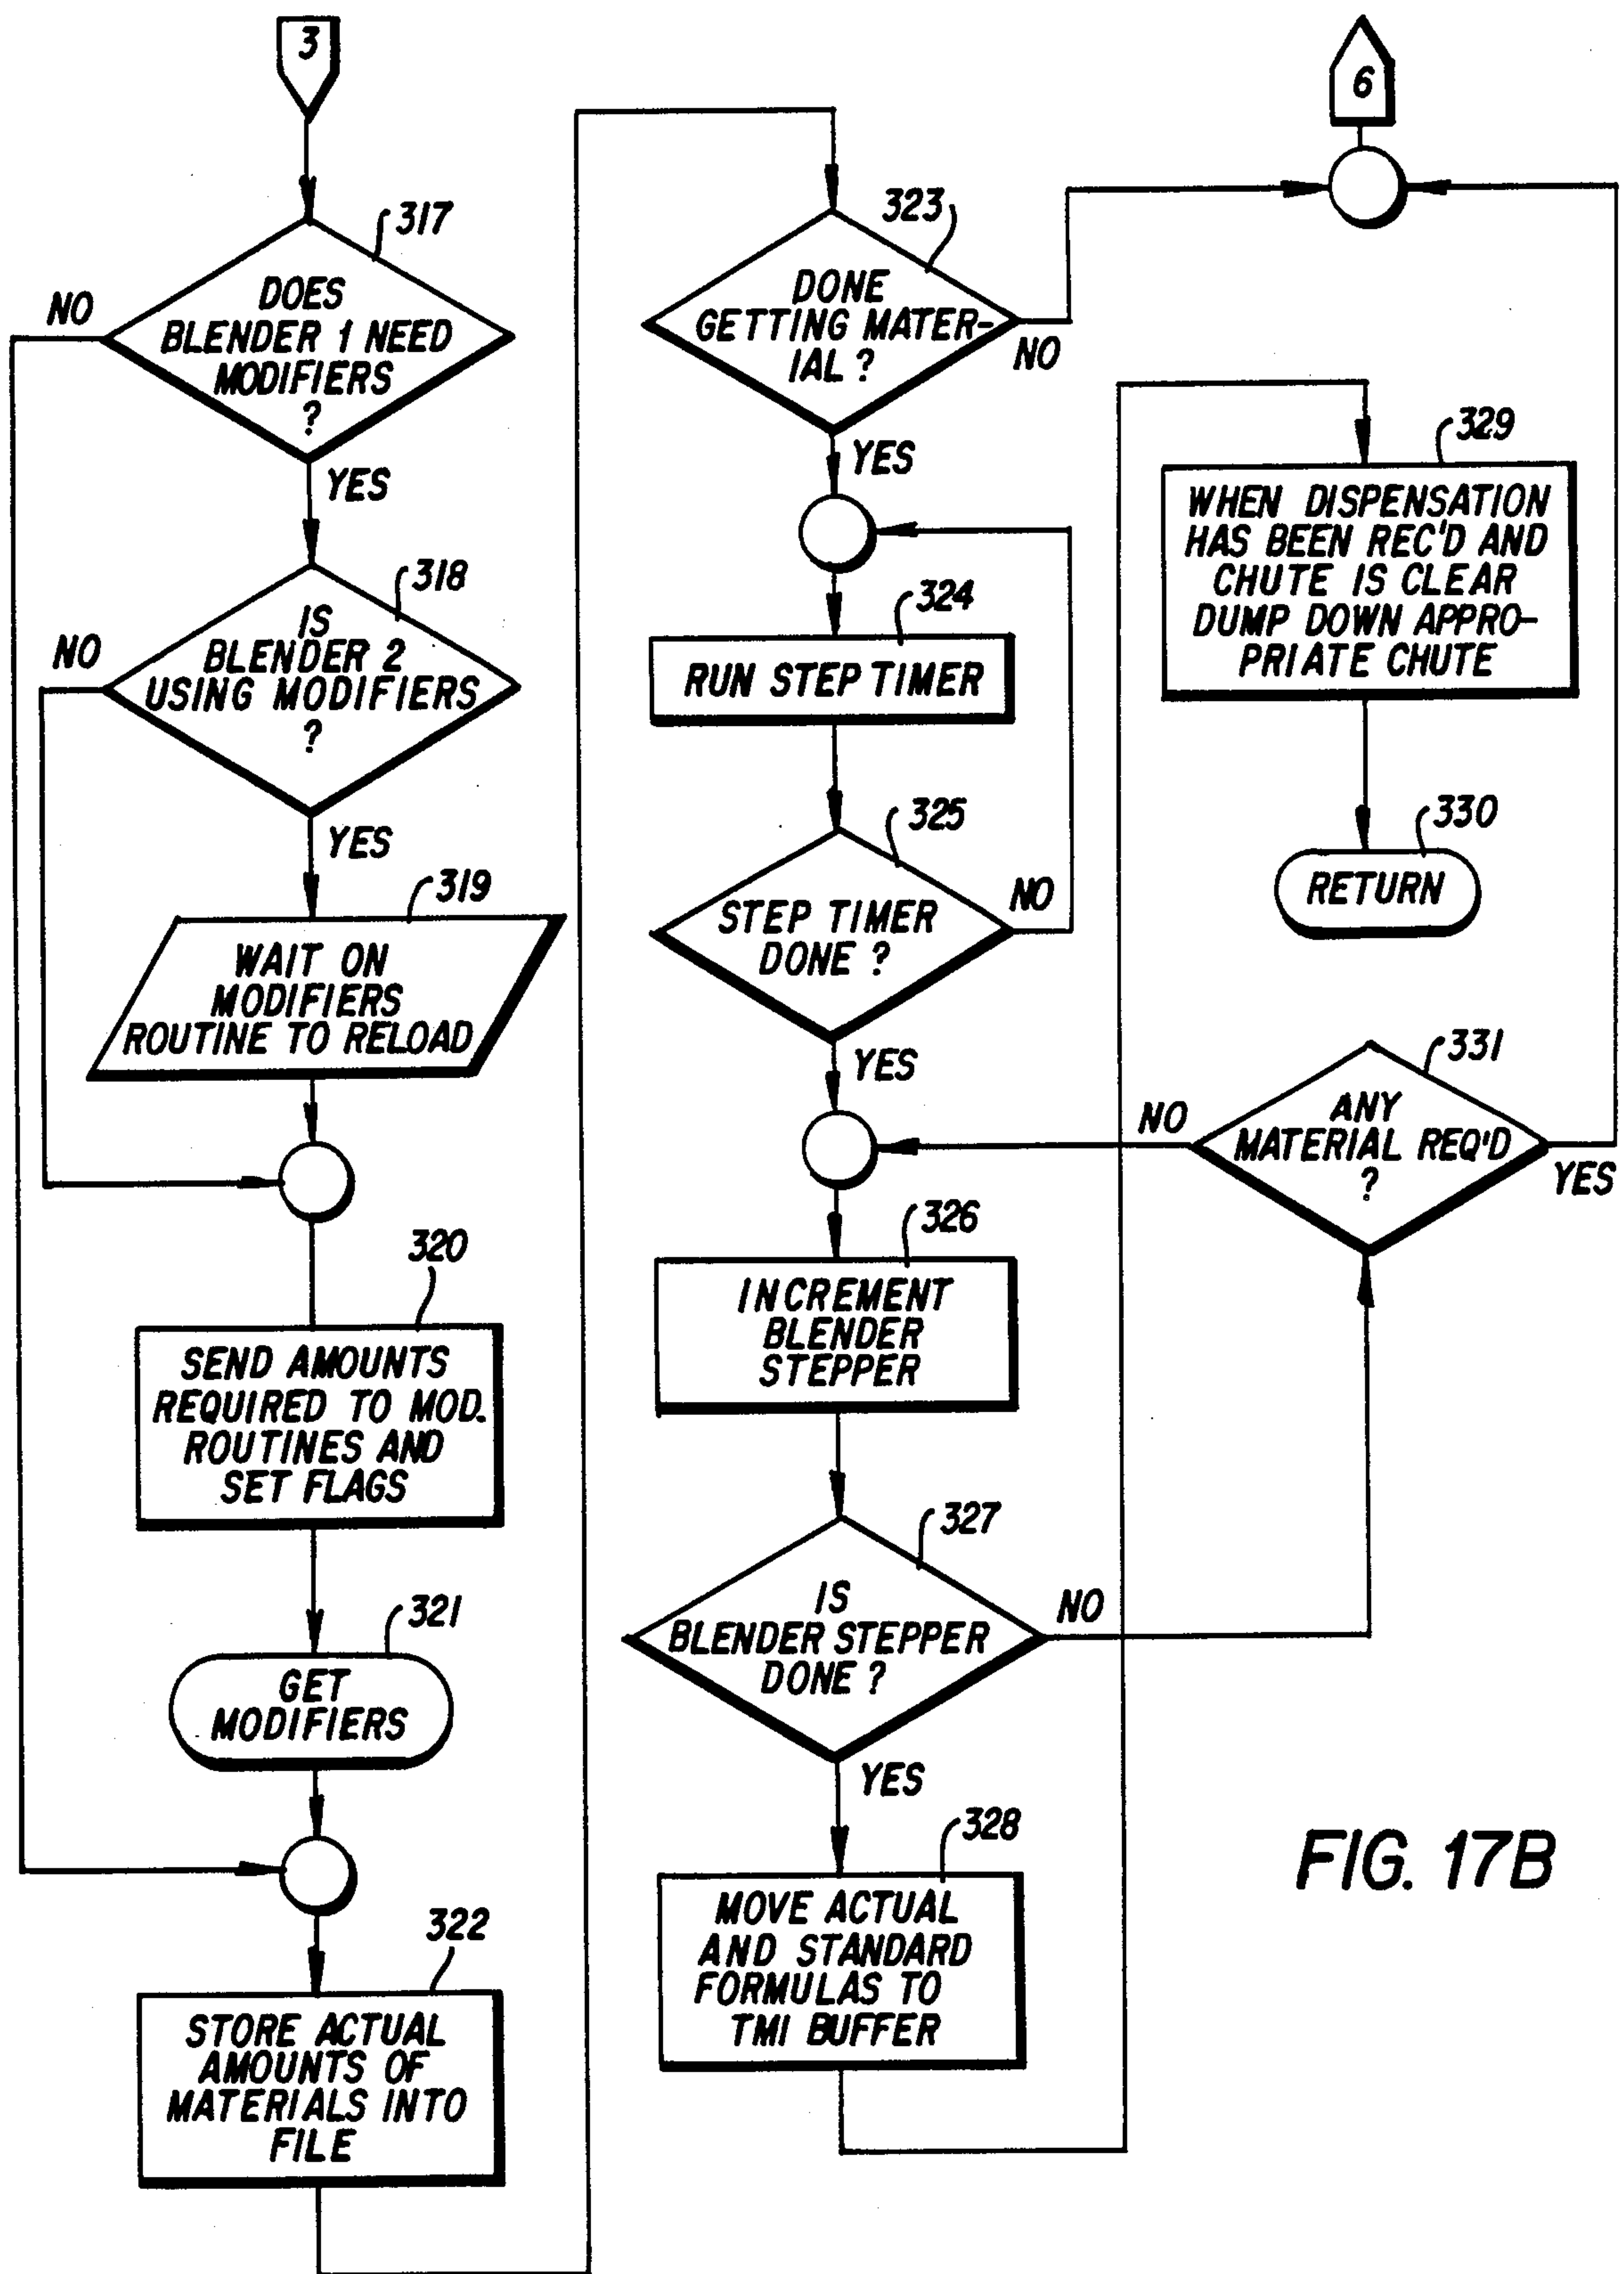 3
317
DOES
BLENDER 1 NEED
MODIFIERS
?
NO
YES
318
IS
BLENDER 2
USING MODIFIERS
?
NO
YES
319
WAIT ON
MODIFIERS
ROUTINE TO RELOAD
320
SEND AMOUNTS
REQUIRED TO MOD.
ROUTINES AND
SET FLAGS
321
GET
MODIFIERS
322
STORE ACTUAL
AMOUNTS OF
MATERIALS INTO
FILE
323
DONE
GETTING MATER-
IAL ?
NO
YES
324
RUN STEP TIMER
325
STEP TIMER
DONE ?
NO
YES
326
INCREMENT
BLENDER
STEPPER
327
IS
BLENDER STEPPER
DONE ?
NO
YES
328
MOVE ACTUAL
AND STANDARD
FORMULAS TO
TMI BUFFER
6
329
WHEN DISPENSATION
HAS BEEN REC'D AND
CHUTE IS CLEAR
DUMP DOWN APPRO-
PRIATE CHUTE
330
RETURN
331
ANY
MATERIAL REQ'D
?
NO
YES
FIG. 17B